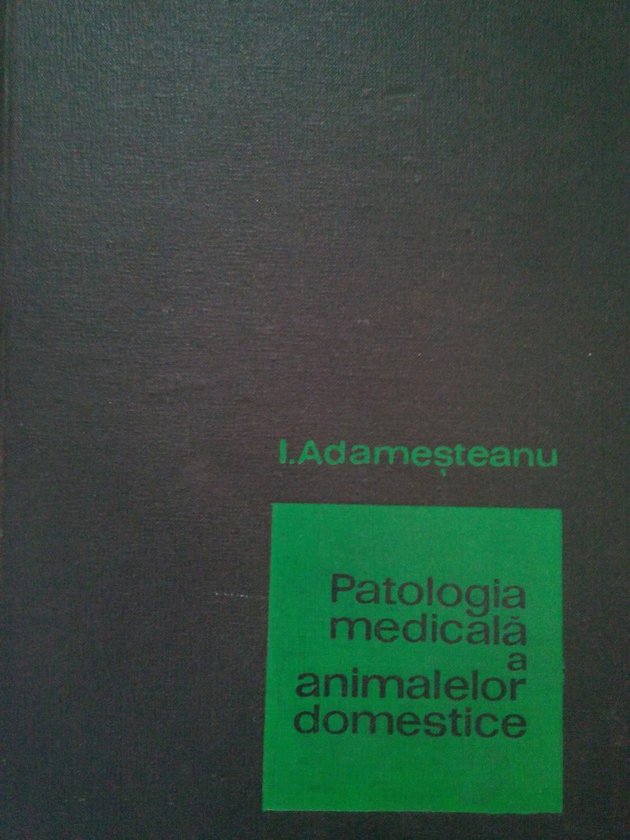 I.Adameșteanu
Patologia
medicală
a
animalelor
domestice